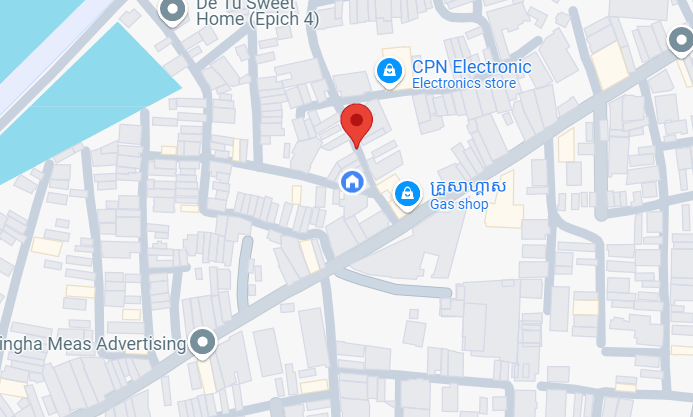 De Tu Sweet
Home (Epich 4)
CPN Electronic
Electronics store
គ្រួសាហ្គាស
Gas shop
ingha Meas Advertising